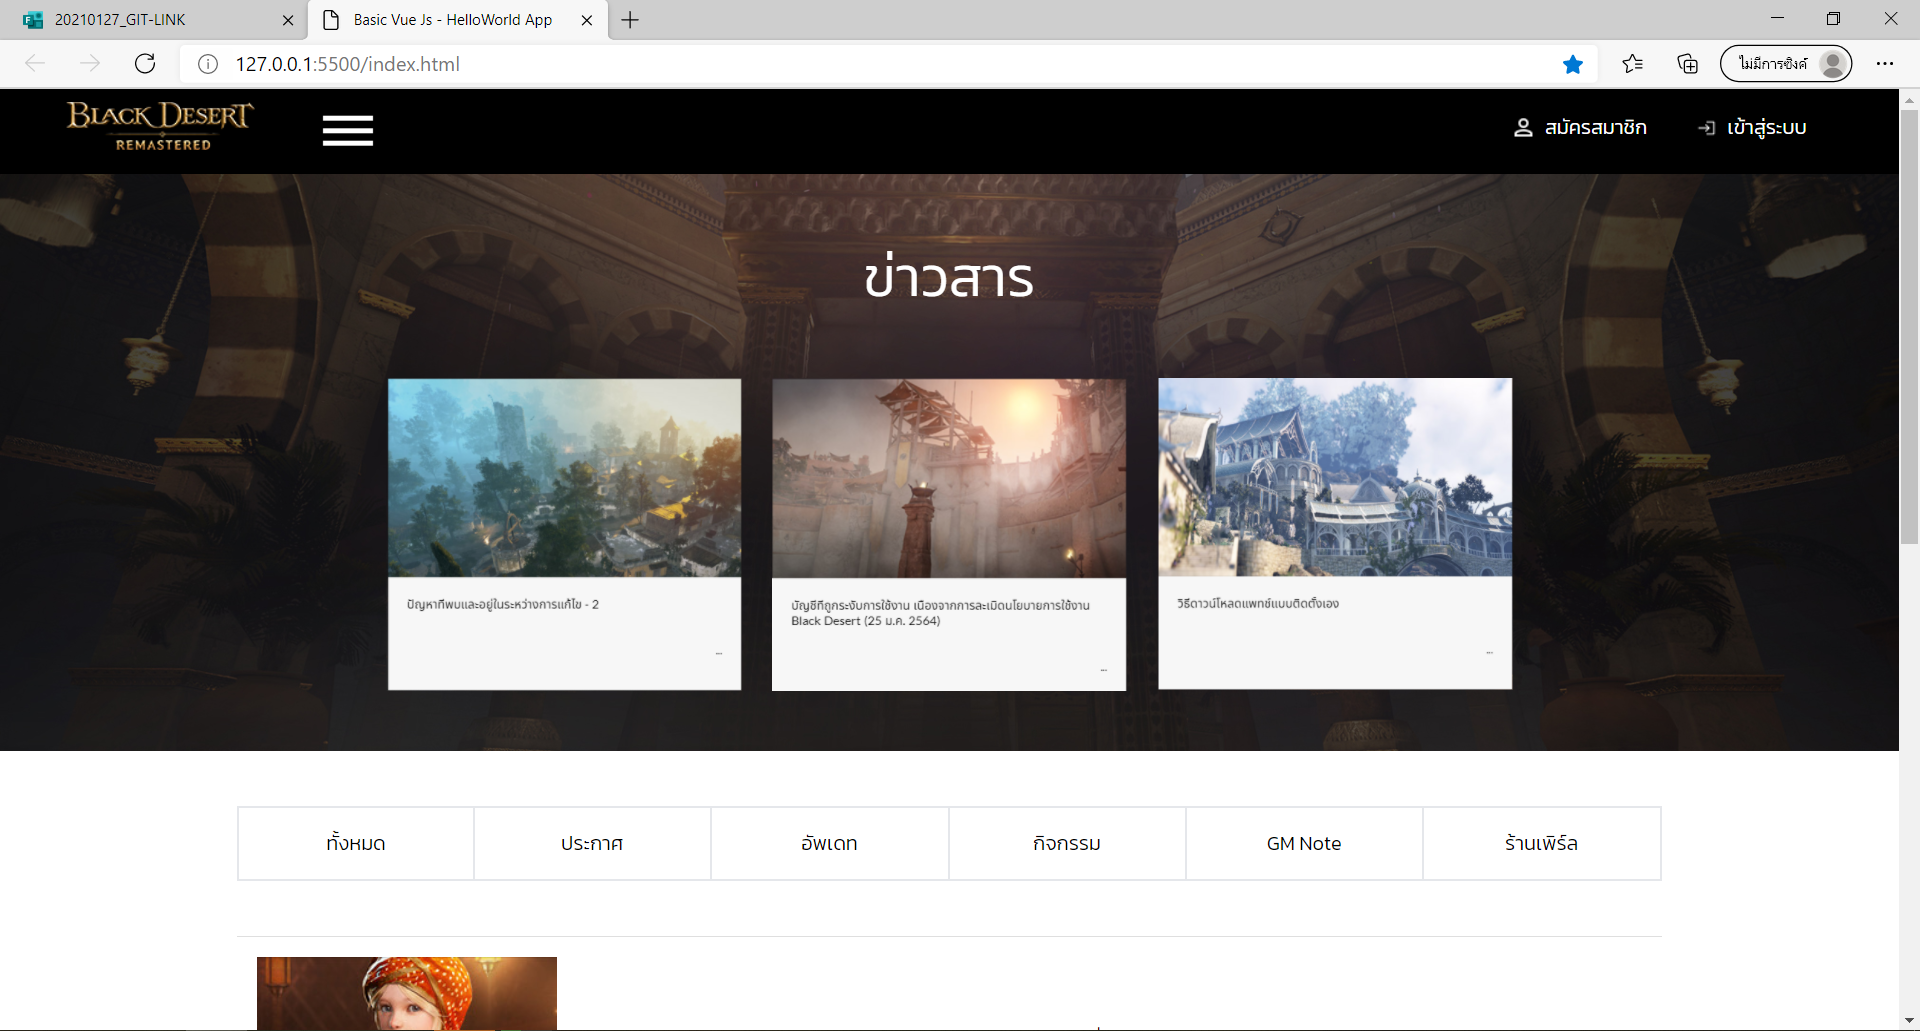 20210127_GIT-LINK
Basic Vue Js - HelloWorld App
127.0.0.1:5500/index.html
ไม่มีการซิงค์
BLACK DESERT
REMASTERED
สมัครสมาชิก
เข้าสู่ระบบ
ข่าวสาร
ปัญหาที่พบและอยู่ในระหว่างการแก้ไข - 2
...
บัญชีที่ถูกระงับการใช้งาน เนื่องจากการละเมิดนโยบายการใช้งาน
Black Desert (25 ม.ค. 2564)
...
วิธีดาวน์โหลดแพทช์แบบติดตั้งเอง
...
ทั้งหมด
ประกาศ
อัพเดท
กิจกรรม
GM Note
ร้านเพิร์ล